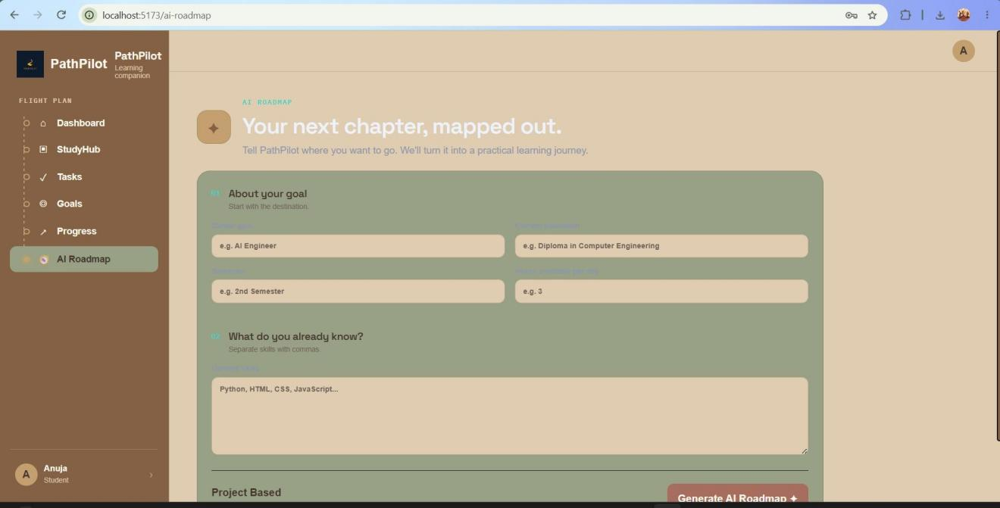 localhost:5173/ai-roadmap
PathPilot
PathPilot
Learning
companion
A
FLIGHT PLAN
Dashboard
StudyHub
Tasks
Goals
Progress
AI Roadmap
AI ROADMAP
Your next chapter, mapped out.
Tell PathPilot where you want to go. We'll turn it into a practical learning journey.
01 About your goal
Start with the destination.
Career goal
e.g. AI Engineer
e.g. Diploma in Computer Engineering
Semester
Hours available per day
e.g. 2nd Semester
e.g. 3
02 What do you already know?
Separate skills with commas.
Current skills
Python, HTML, CSS, JavaScript...
Project Based
Generate AI Roadmap
A
Anuja
Student